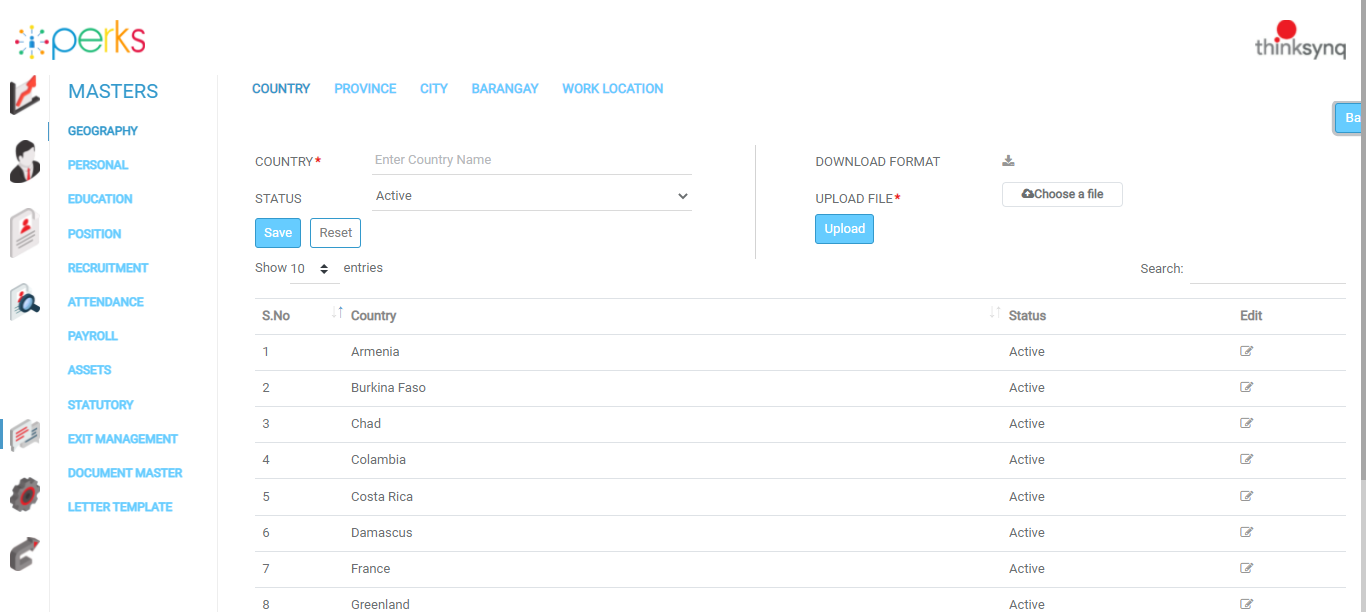 perks
thinksynq
MASTERS
COUNTRY PROVINCE CITY BARANGAY WORK LOCATION
GEOGRAPHY
PERSONAL
EDUCATION
POSITION
RECRUITMENT
ATTENDANCE
PAYROLL
ASSETS
STATUTORY
EXIT MANAGEMENT
DOCUMENT MASTER
LETTER TEMPLATE
Ba
COUNTRY* Enter Country Name
STATUS Active
Save Reset
DOWNLOAD FORMAT
UPLOAD FILE* Choose a file
Upload
Show 10 entries
Search:
S.No Country Status Edit
1 Armenia Active
2 Burkina Faso Active
3 Chad Active
4 Colambia Active
5 Costa Rica Active
6 Damascus Active
7 France Active
8 Greenland Active